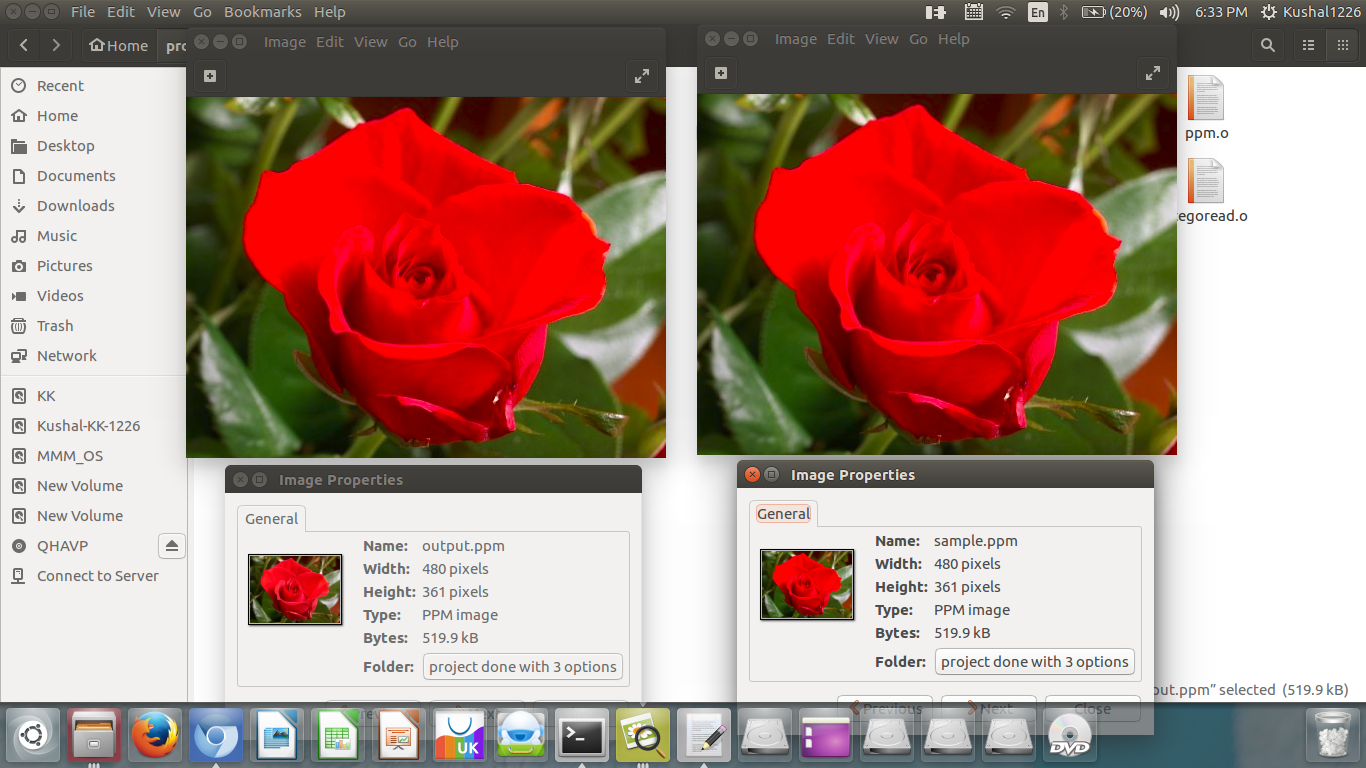 File Edit View Go Bookmarks Help
En (20%) 6:33 PM Kushal1226
Home
Image Edit View Go Help
Image Edit View Go Help
Recent
Home
Desktop
Documents
Downloads
Music
Pictures
Videos
Trash
Network
KK
Kushal-KK-1226
MMM_OS
New Volume
New Volume
QHAVP
Connect to Server
ppm.o
egoread.o
Image Properties
General
Name: output.ppm
Width: 480 pixels
Height: 361 pixels
Type: PPM image
Bytes: 519.9 kB
Folder: project done with 3 options
Image Properties
General
Name: sample.ppm
Width: 480 pixels
Height: 361 pixels
Type: PPM image
Bytes: 519.9 kB
Folder: project done with 3 options
Previous Next Close
out.ppm” selected (519.9 kB)
UK
DVD